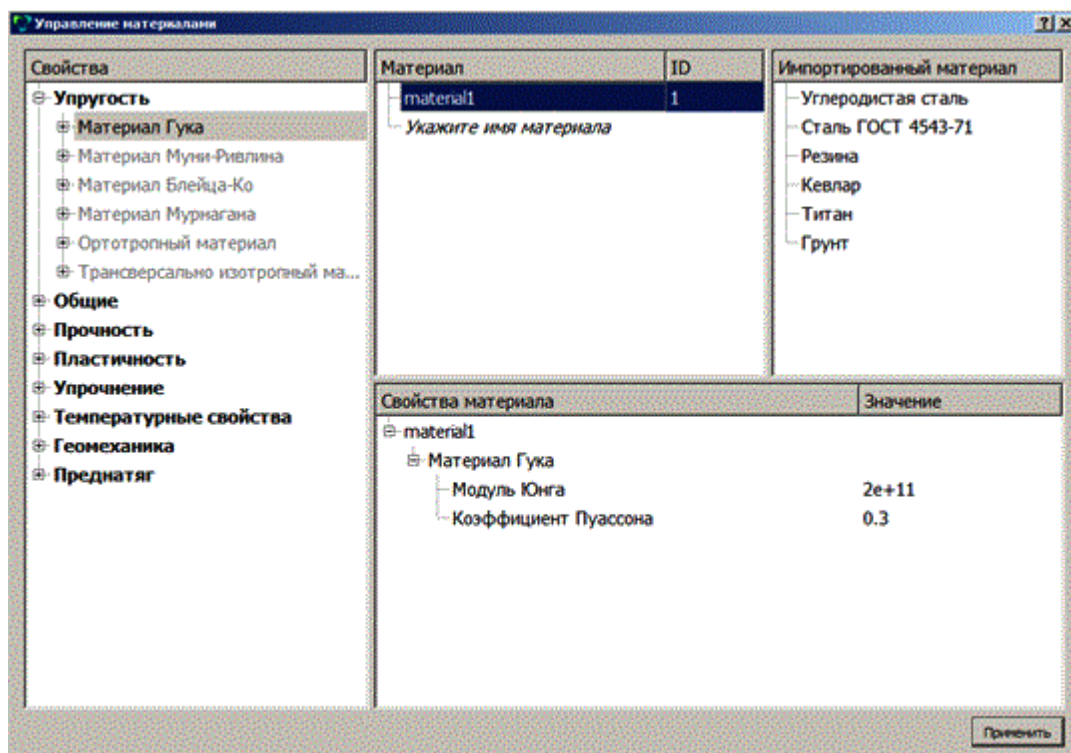 Управление материалами
Свойства
Упругость
Материал Гука
Материал Муни-Ривлина
Материал Блейца-Ко
Материал Мурнагана
Ортотропный материал
Трансверсально изотропный ма...
Общие
Прочность
Пластичность
Упрочнение
Температурные свойства
Геомеханика
Преднатяг
Материал ID
material1 1
Укажите имя материала
Импортированный материал
Углеродистая сталь
Сталь ГОСТ 4543-71
Резина
Кевлар
Титан
Грунт
Свойства материала Значение
material1
Материал Гука
Модуль Юнга 2e+11
Коэффициент Пуассона 0.3
Применить